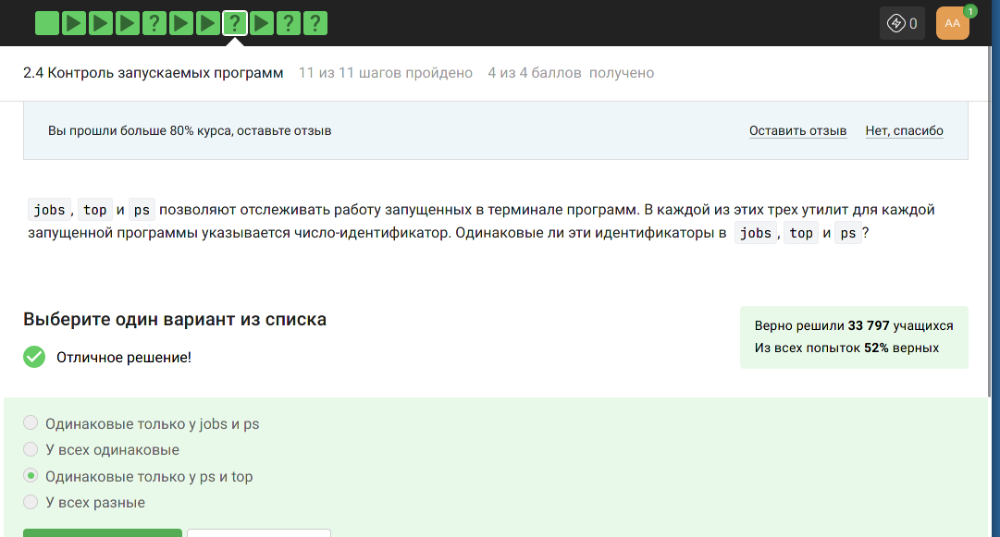 ? ? ? ?
0
AA
1
2.4 Контроль запускаемых программ 11 из 11 шагов пройдено 4 из 4 баллов получено
Вы прошли больше 80% курса, оставьте отзыв Оставить отзыв Нет, спасибо
jobs, top и ps позволяют отслеживать работу запущенных в терминале программ. В каждой из этих трех утилит для каждой
запущенной программы указывается число-идентификатор. Одинаковые ли эти идентификаторы в jobs, top и ps?
Выберите один вариант из списка
Отличное решение!
Верно решили 33 797 учащихся
Из всех попыток 52% верных
Одинаковые только у jobs и ps
У всех одинаковые
Одинаковые только у ps и top
У всех разные